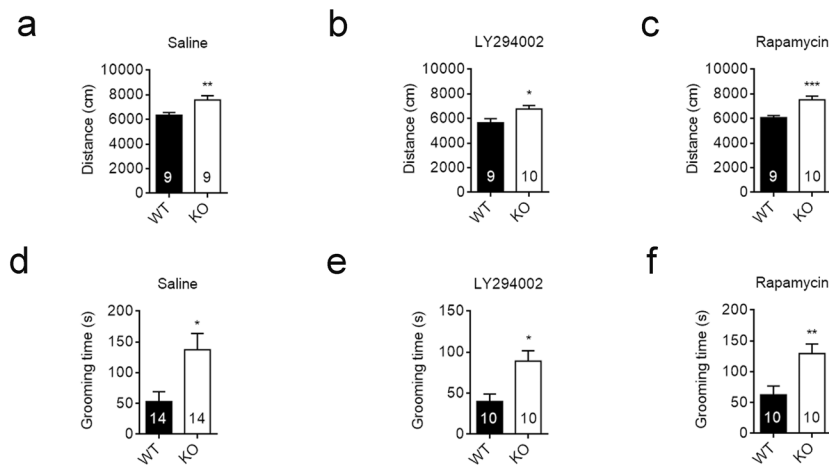 a
Saline
Distance (cm)
10000
8000
6000
4000
2000
0
**
9
9
WT
KO
b
LY294002
Distance (cm)
10000
8000
6000
4000
2000
0
*
9
10
WT
KO
c
Rapamycin
Distance (cm)
10000
8000
6000
4000
2000
0
***
9
10
WT
KO
d
Saline
Grooming time (s)
200
150
100
50
0
*
14
14
WT
KO
e
LY294002
Grooming time (s)
150
100
50
0
*
10
10
WT
KO
f
Rapamycin
Grooming time (s)
200
150
100
50
0
**
10
10
WT
KO